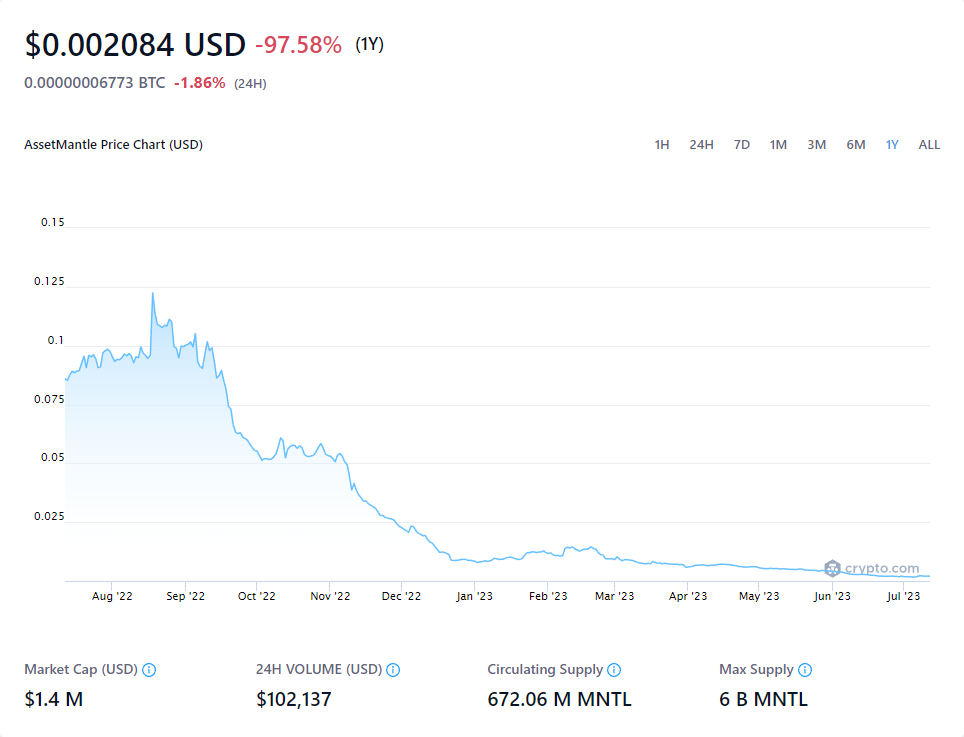 $0.002084 USD -97.58% (1Y)
0.00000006773 BTC -1.86% (24H)
AssetMantle Price Chart (USD) 1H 24H 7D 1M 3M 6M 1Y ALL
0.15
0.125
0.1
0.075
0.05
0.025
crypto.com
Aug '22 Sep '22 Oct '22 Nov '22 Dec '22 Jan '23 Feb '23 Mar '23 Apr '23 May '23 Jun '23 Jul '23
Market Cap (USD) 24H VOLUME (USD) Circulating Supply Max Supply
$1.4 M $102,137 672.06 M MNTL 6 B MNTL